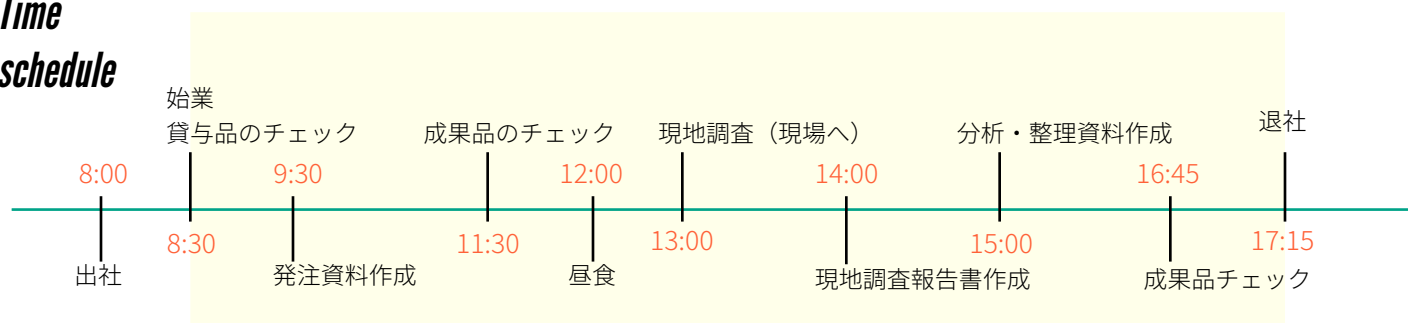 Time
schedule
8:00
出社
始業
貸与品のチェック
8:30
9:30
発注資料作成
成果品のチェック
11:30
12:00
昼食
現地調査（現場へ）
13:00
14:00
現地調査報告書作成
分析・整理資料作成
15:00
16:45
成果品チェック
退社
17:15